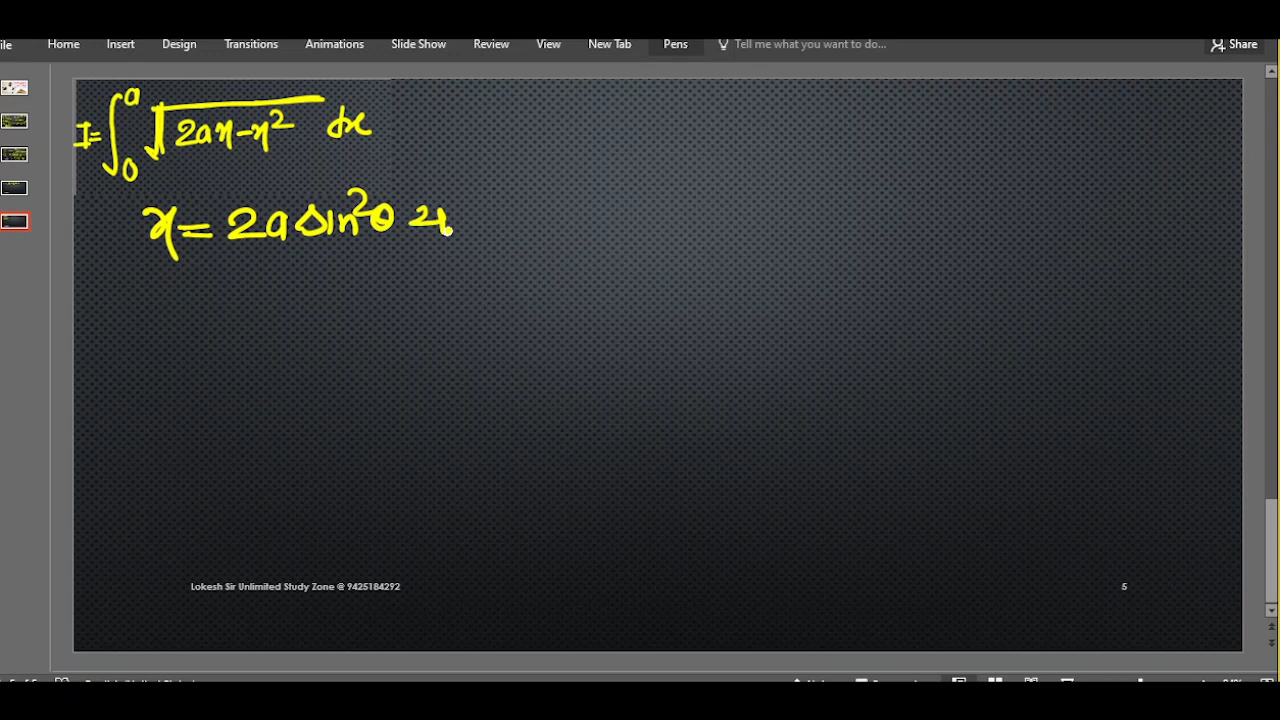 ile Home Insert Design Transitions Animations Slide Show Review View New Tab Pens Tell me what you want to do... Share
I=∫₀ᵃ √(2ax-x²) dx
x = 2a sin²θ
Lokesh Sir Unlimited Study Zone @ 9425184292 5